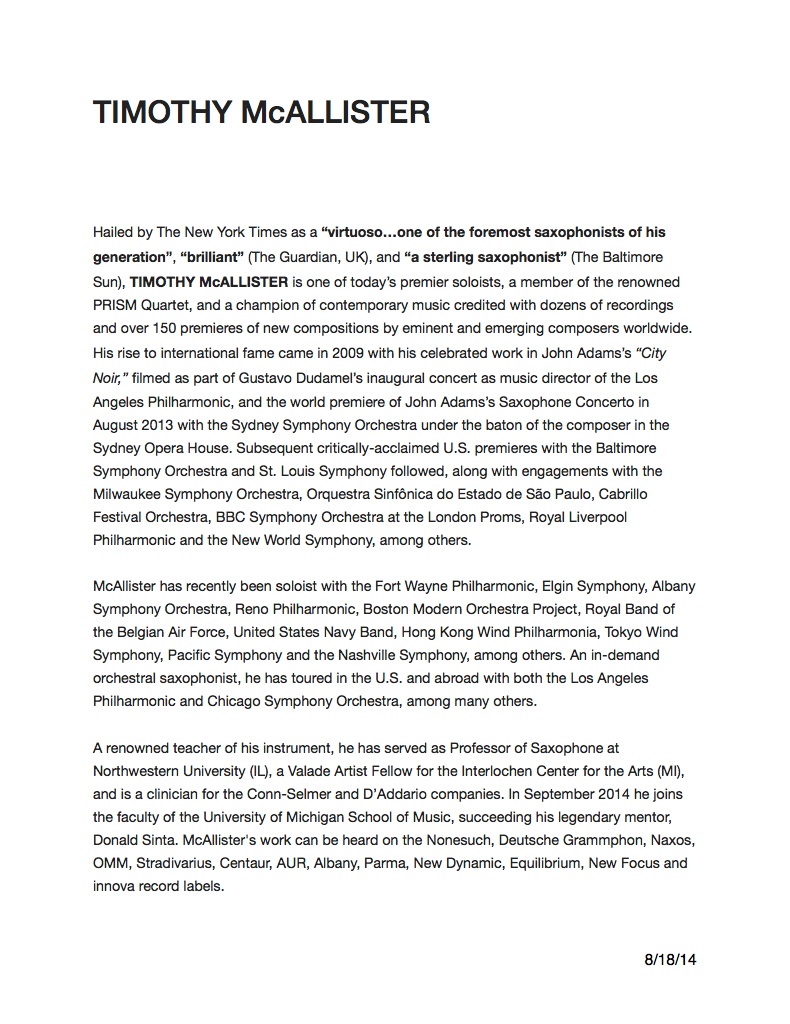 TIMOTHY McALLISTER
Hailed by The New York Times as a “virtuoso…one of the foremost saxophonists of his
generation”, “brilliant” (The Guardian, UK), and “a sterling saxophonist” (The Baltimore
Sun), TIMOTHY McALLISTER is one of today’s premier soloists, a member of the renowned
PRISM Quartet, and a champion of contemporary music credited with dozens of recordings
and over 150 premieres of new compositions by eminent and emerging composers worldwide.
His rise to international fame came in 2009 with his celebrated work in John Adams’s “City
Noir,” filmed as part of Gustavo Dudamel’s inaugural concert as music director of the Los
Angeles Philharmonic, and the world premiere of John Adams’s Saxophone Concerto in
August 2013 with the Sydney Symphony Orchestra under the baton of the composer in the
Sydney Opera House. Subsequent critically-acclaimed U.S. premieres with the Baltimore
Symphony Orchestra and St. Louis Symphony followed, along with engagements with the
Milwaukee Symphony Orchestra, Orquestra Sinfônica do Estado de São Paulo, Cabrillo
Festival Orchestra, BBC Symphony Orchestra at the London Proms, Royal Liverpool
Philharmonic and the New World Symphony, among others.
McAllister has recently been soloist with the Fort Wayne Philharmonic, Elgin Symphony, Albany
Symphony Orchestra, Reno Philharmonic, Boston Modern Orchestra Project, Royal Band of
the Belgian Air Force, United States Navy Band, Hong Kong Wind Philharmonia, Tokyo Wind
Symphony, Pacific Symphony and the Nashville Symphony, among others. An in-demand
orchestral saxophonist, he has toured in the U.S. and abroad with both the Los Angeles
Philharmonic and Chicago Symphony Orchestra, among many others.
A renowned teacher of his instrument, he has served as Professor of Saxophone at
Northwestern University (IL), a Valade Artist Fellow for the Interlochen Center for the Arts (MI),
and is a clinician for the Conn-Selmer and D’Addario companies. In September 2014 he joins
the faculty of the University of Michigan School of Music, succeeding his legendary mentor,
Donald Sinta. McAllister's work can be heard on the Nonesuch, Deutsche Grammphon, Naxos,
OMM, Stradivarius, Centaur, AUR, Albany, Parma, New Dynamic, Equilibrium, New Focus and
innova record labels.
8/18/14